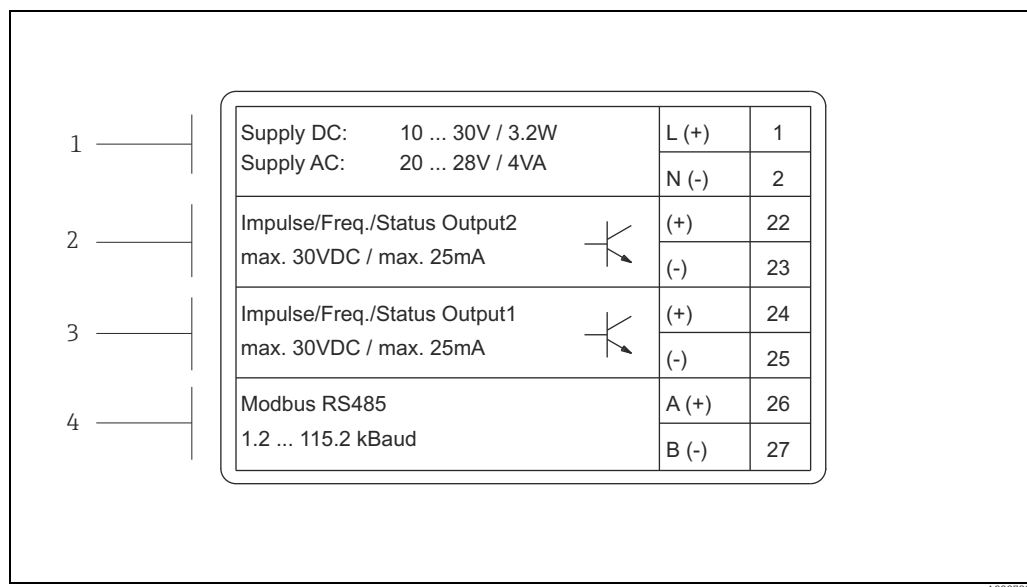 1
Supply DC: 10 ... 30V / 3.2W
L (+) 1
Supply AC: 20 ... 28V / 4VA
N (-) 2
2
Impulse/Freq./Status Output2
(+) 22
max. 30VDC / max. 25mA
(-) 23
3
Impulse/Freq./Status Output1
(+) 24
max. 30VDC / max. 25mA
(-) 25
4
Modbus RS485
A (+) 26
1.2 ... 115.2 kBaud
B (-) 27